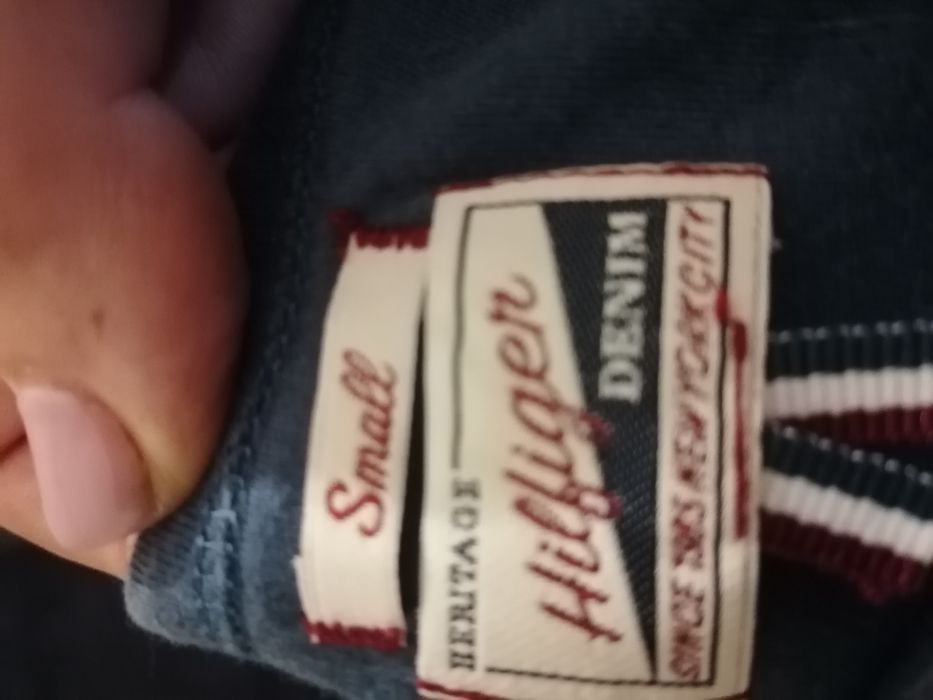 Small
HERITAGE
Hilfiger
DENIM
SINCE 1985 NEW YORK CITY